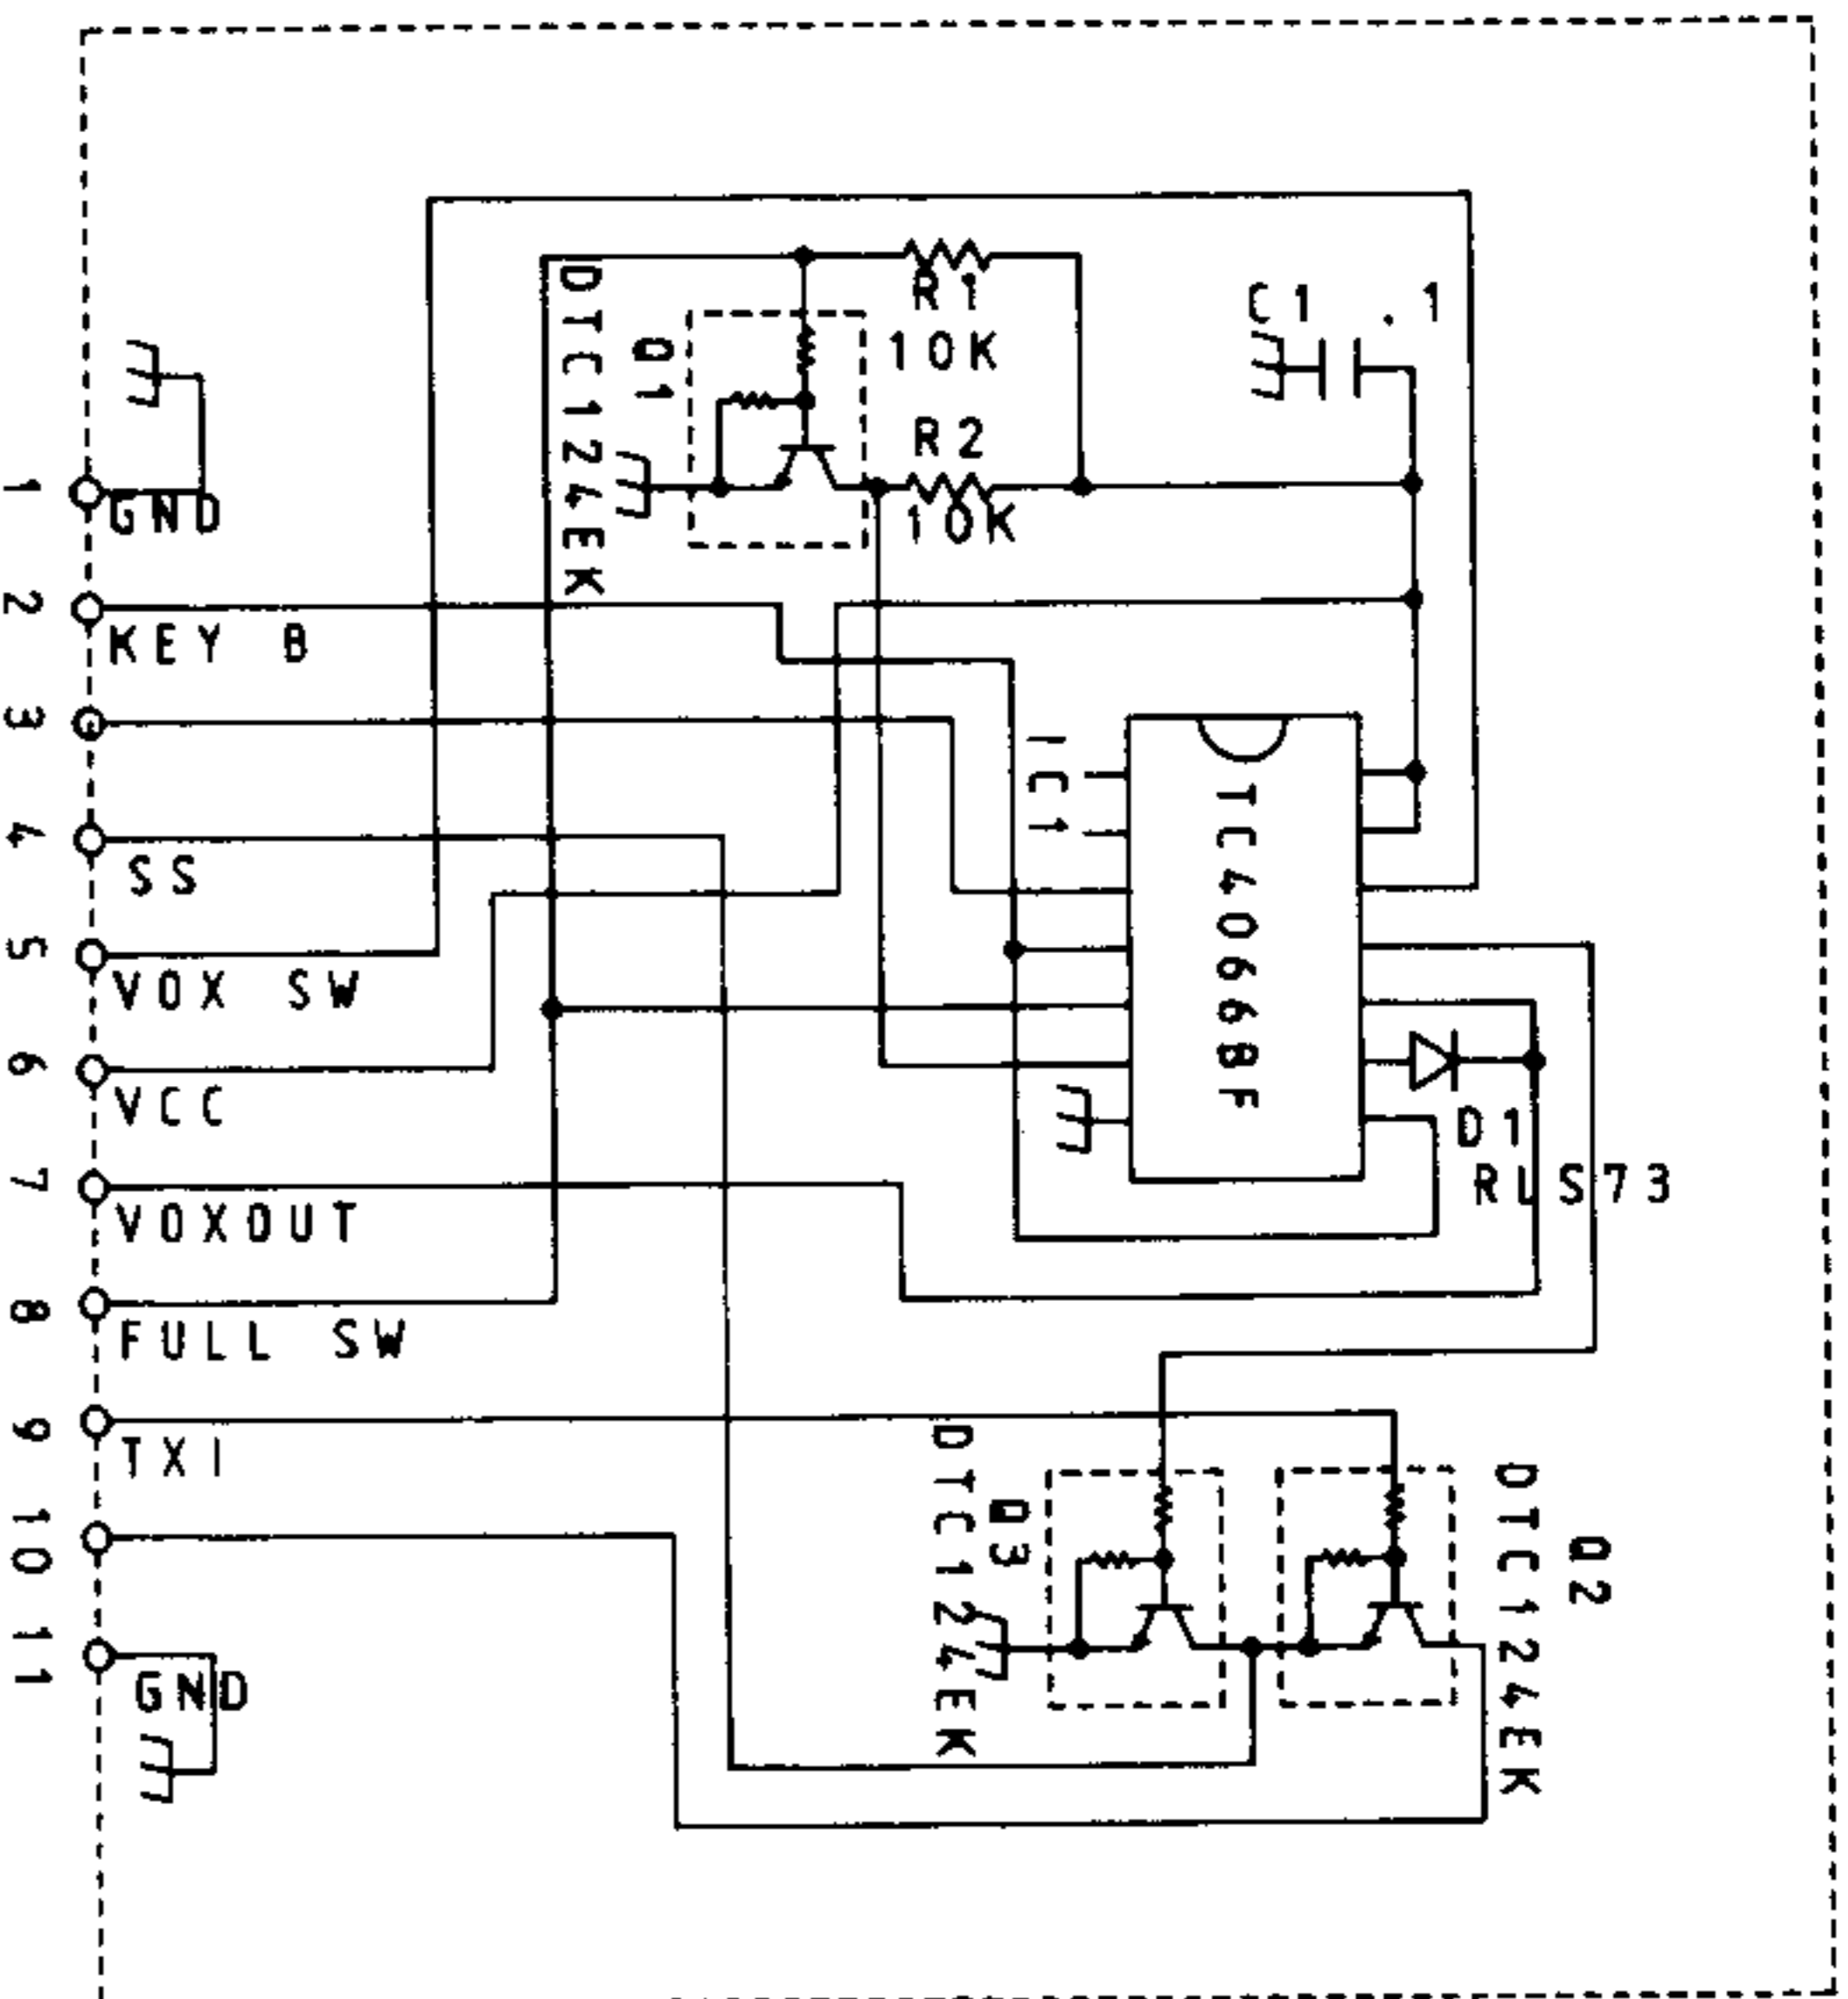 1
GND
2
KEY B
3
4
SS
5
VOX SW
6
VCC
7
VOXOUT
8
FULL SW
9
TXI
10
11
GND
DTC124EK
Q1
R1
10K
R2
10K
C1 .1
IC1
TC4066BF
D1
RLS73
DTC124EK
Q3
DTC124EK
Q2